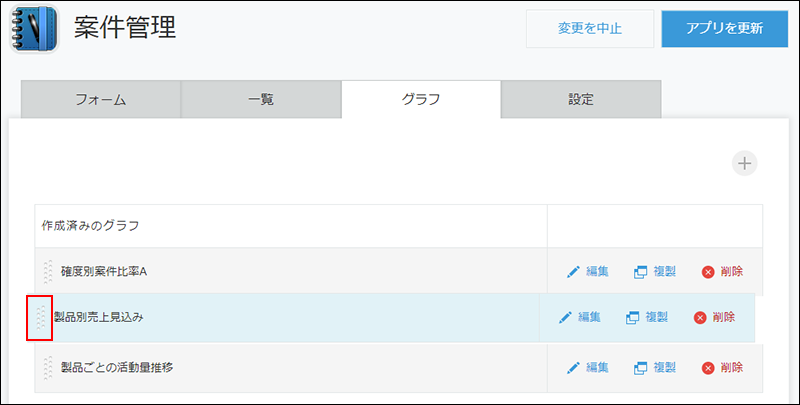 案件管理
変更を中止
アプリを更新
フォーム
一覧
グラフ
設定
作成済みのグラフ
確度別案件比率A 編集 複製 削除
製品別売上見込み 編集 複製 削除
製品ごとの活動量推移 編集 複製 削除